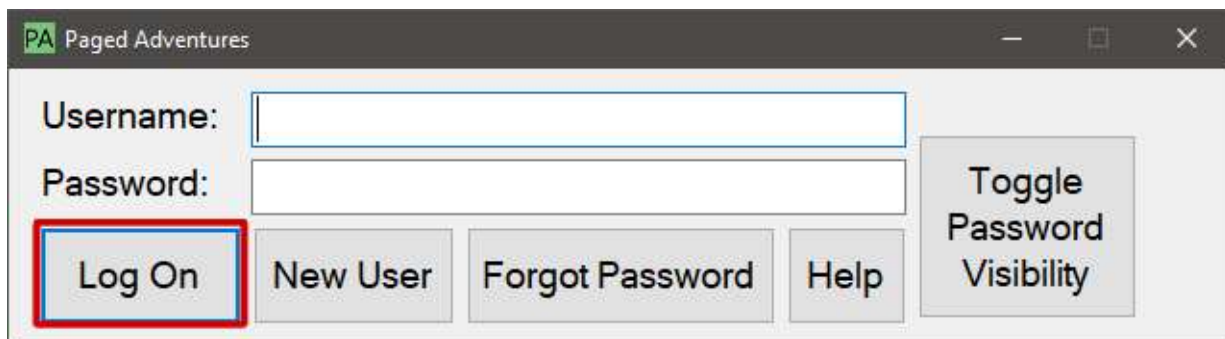 PA Paged Adventures
Username:
Password:
Toggle
Password
Visibility
Log On
New User
Forgot Password
Help